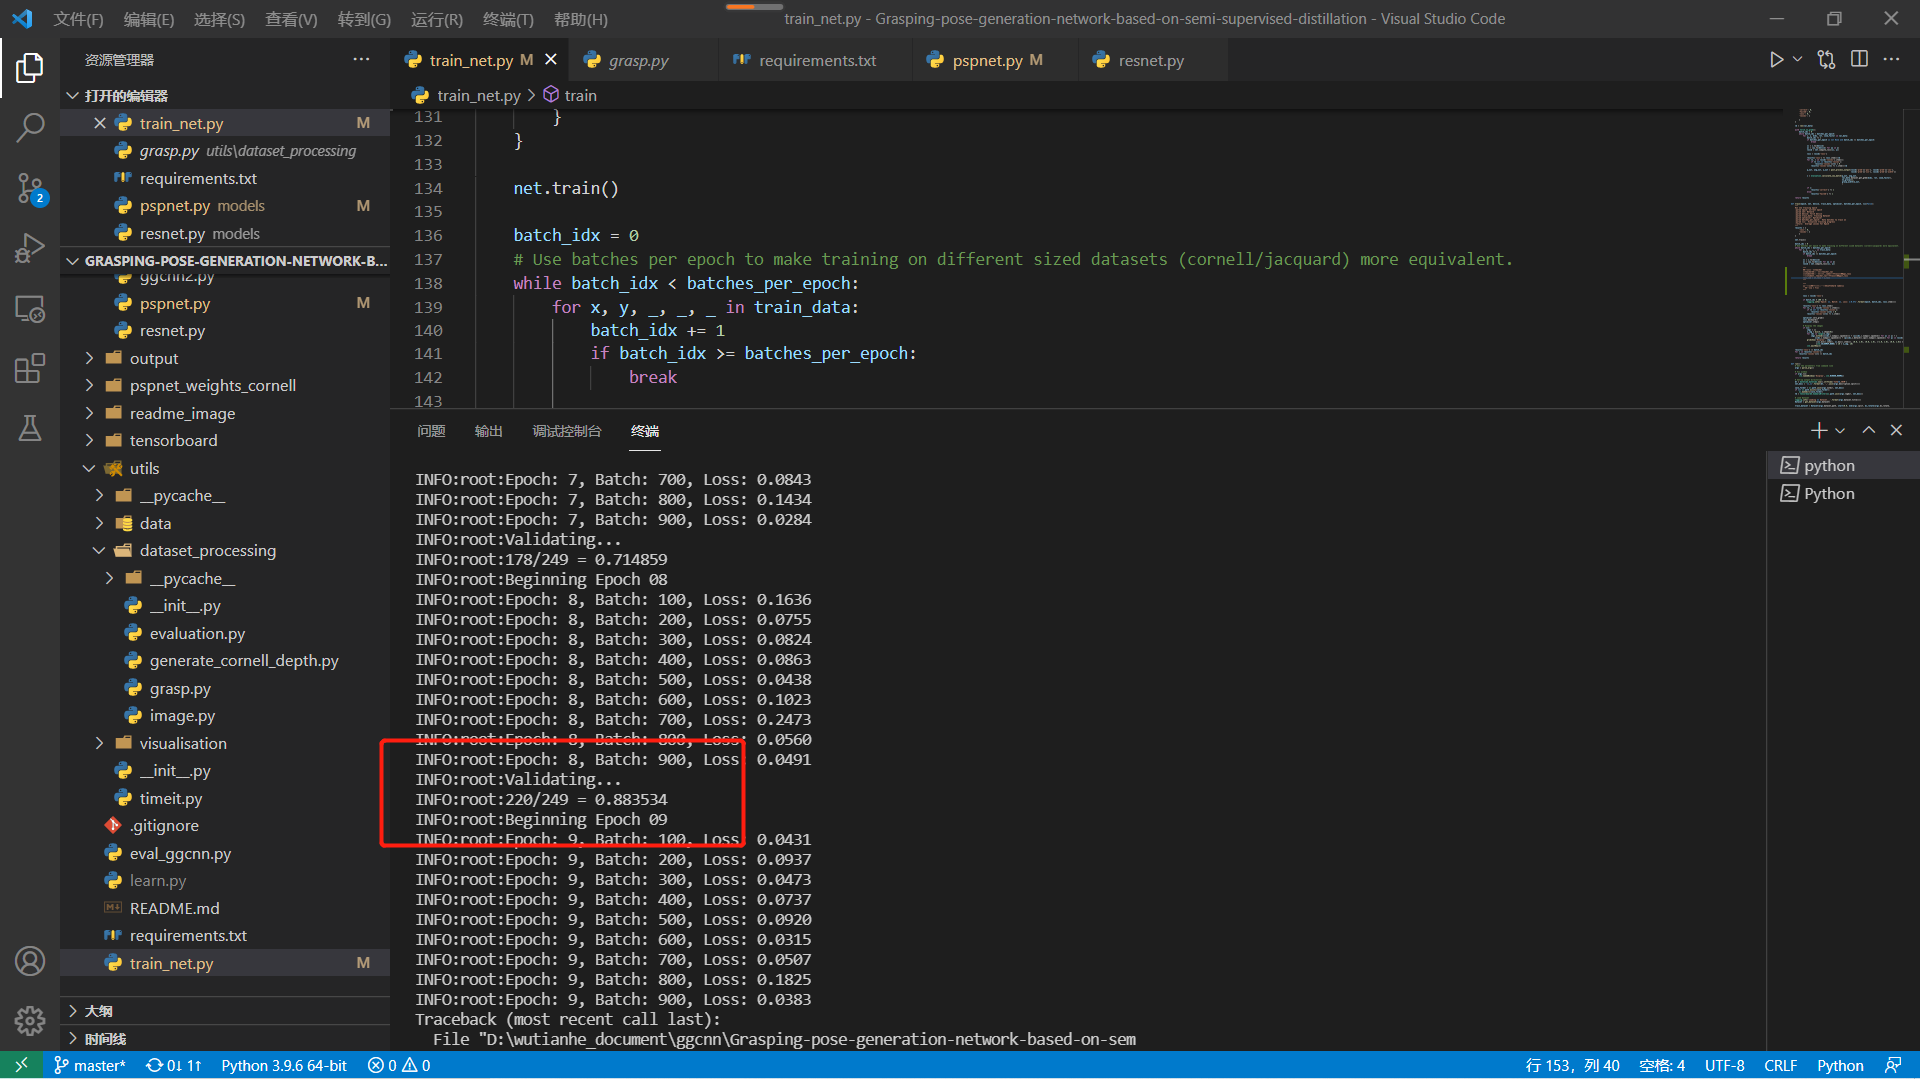 文件(F) 编辑(E) 选择(S) 查看(V) 转到(G) 运行(R) 终端(T) 帮助(H) train_net.py - Grasping-pose-generation-network-based-on-semi-supervised-distillation - Visual Studio Code
资源管理器
打开的编辑器
train_net.py M
grasp.py utils\dataset_processing
requirements.txt
pspnet.py models M
resnet.py models
2
GRASPING-POSE-GENERATION-NETWORK-B...
ggcnn2.py
pspnet.py M
resnet.py
output
pspnet_weights_cornell
readme_image
tensorboard
utils
__pycache__
data
dataset_processing
__pycache__
__init__.py
evaluation.py
generate_cornell_depth.py
grasp.py
image.py
visualisation
__init__.py
timeit.py
.gitignore
eval_ggcnn.py
learn.py
README.md
requirements.txt
train_net.py M
大纲
时间线
train_net.py M grasp.py requirements.txt pspnet.py M resnet.py
train_net.py > train
131 }
132 }
133
134 net.train()
135
136 batch_idx = 0
137 # Use batches per epoch to make training on different sized datasets (cornell/jacquard) more equivalent.
138 while batch_idx < batches_per_epoch:
139 for x, y, _, _, _ in train_data:
140 batch_idx += 1
141 if batch_idx >= batches_per_epoch:
142 break
143
问题 输出 调试控制台 终端
python
Python
INFO:root:Epoch: 7, Batch: 700, Loss: 0.0843
INFO:root:Epoch: 7, Batch: 800, Loss: 0.1434
INFO:root:Epoch: 7, Batch: 900, Loss: 0.0284
INFO:root:Validating...
INFO:root:178/249 = 0.714859
INFO:root:Beginning Epoch 08
INFO:root:Epoch: 8, Batch: 100, Loss: 0.1636
INFO:root:Epoch: 8, Batch: 200, Loss: 0.0755
INFO:root:Epoch: 8, Batch: 300, Loss: 0.0824
INFO:root:Epoch: 8, Batch: 400, Loss: 0.0863
INFO:root:Epoch: 8, Batch: 500, Loss: 0.0438
INFO:root:Epoch: 8, Batch: 600, Loss: 0.1023
INFO:root:Epoch: 8, Batch: 700, Loss: 0.2473
INFO:root:Epoch: 8, Batch: 800, Loss: 0.0560
INFO:root:Epoch: 8, Batch: 900, Loss: 0.0491
INFO:root:Validating...
INFO:root:220/249 = 0.883534
INFO:root:Beginning Epoch 09
INFO:root:Epoch: 9, Batch: 100, Loss: 0.0431
INFO:root:Epoch: 9, Batch: 200, Loss: 0.0937
INFO:root:Epoch: 9, Batch: 300, Loss: 0.0473
INFO:root:Epoch: 9, Batch: 400, Loss: 0.0737
INFO:root:Epoch: 9, Batch: 500, Loss: 0.0920
INFO:root:Epoch: 9, Batch: 600, Loss: 0.0315
INFO:root:Epoch: 9, Batch: 700, Loss: 0.0507
INFO:root:Epoch: 9, Batch: 800, Loss: 0.1825
INFO:root:Epoch: 9, Batch: 900, Loss: 0.0383
Traceback (most recent call last):
File "D:\wutianhe_document\ggcnn\Grasping-pose-generation-network-based-on-sem
master* 0↓ 1↑ Python 3.9.6 64-bit 0 0 行 153，列 40 空格: 4 UTF-8 CRLF Python